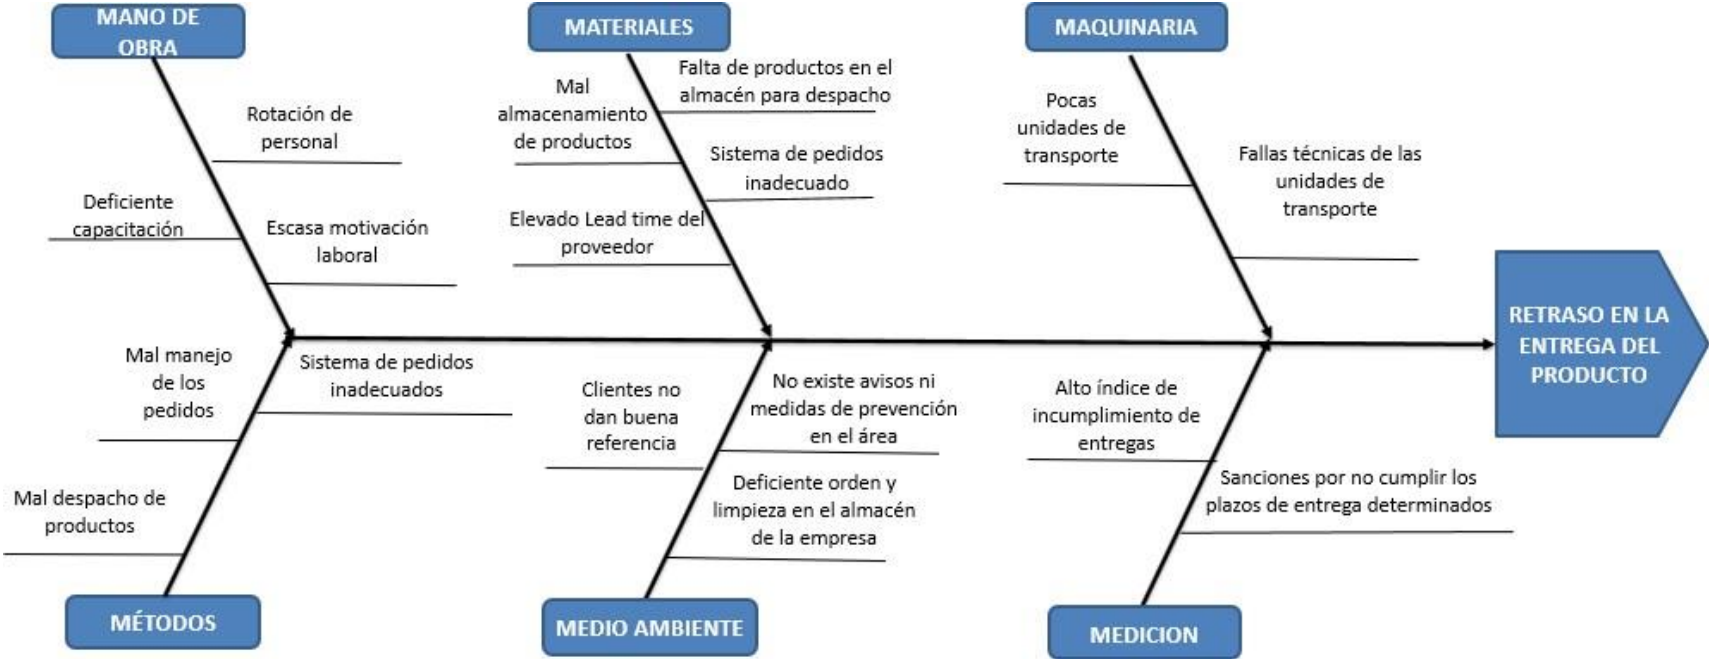 MANO DE
OBRA
MATERIALES
MAQUINARIA
Rotación de
personal
Deficiente
capacitación
Escasa motivación
laboral
Mal
almacenamiento
de productos
Falta de productos en el
almacén para despacho
Sistema de pedidos
inadecuado
Elevado Lead time del
proveedor
Pocas
unidades de
transporte
Fallas técnicas de las
unidades de
transporte
RETRASO EN LA
ENTREGA DEL
PRODUCTO
Mal manejo
de los
pedidos
Sistema de pedidos
inadecuados
Mal despacho de
productos
Clientes no
dan buena
referencia
No existe avisos ni
medidas de prevención
en el área
Deficiente orden y
limpieza en el almacén
de la empresa
Alto índice de
incumplimiento de
entregas
Sanciones por no cumplir los
plazos de entrega determinados
MÉTODOS
MEDIO AMBIENTE
MEDICION